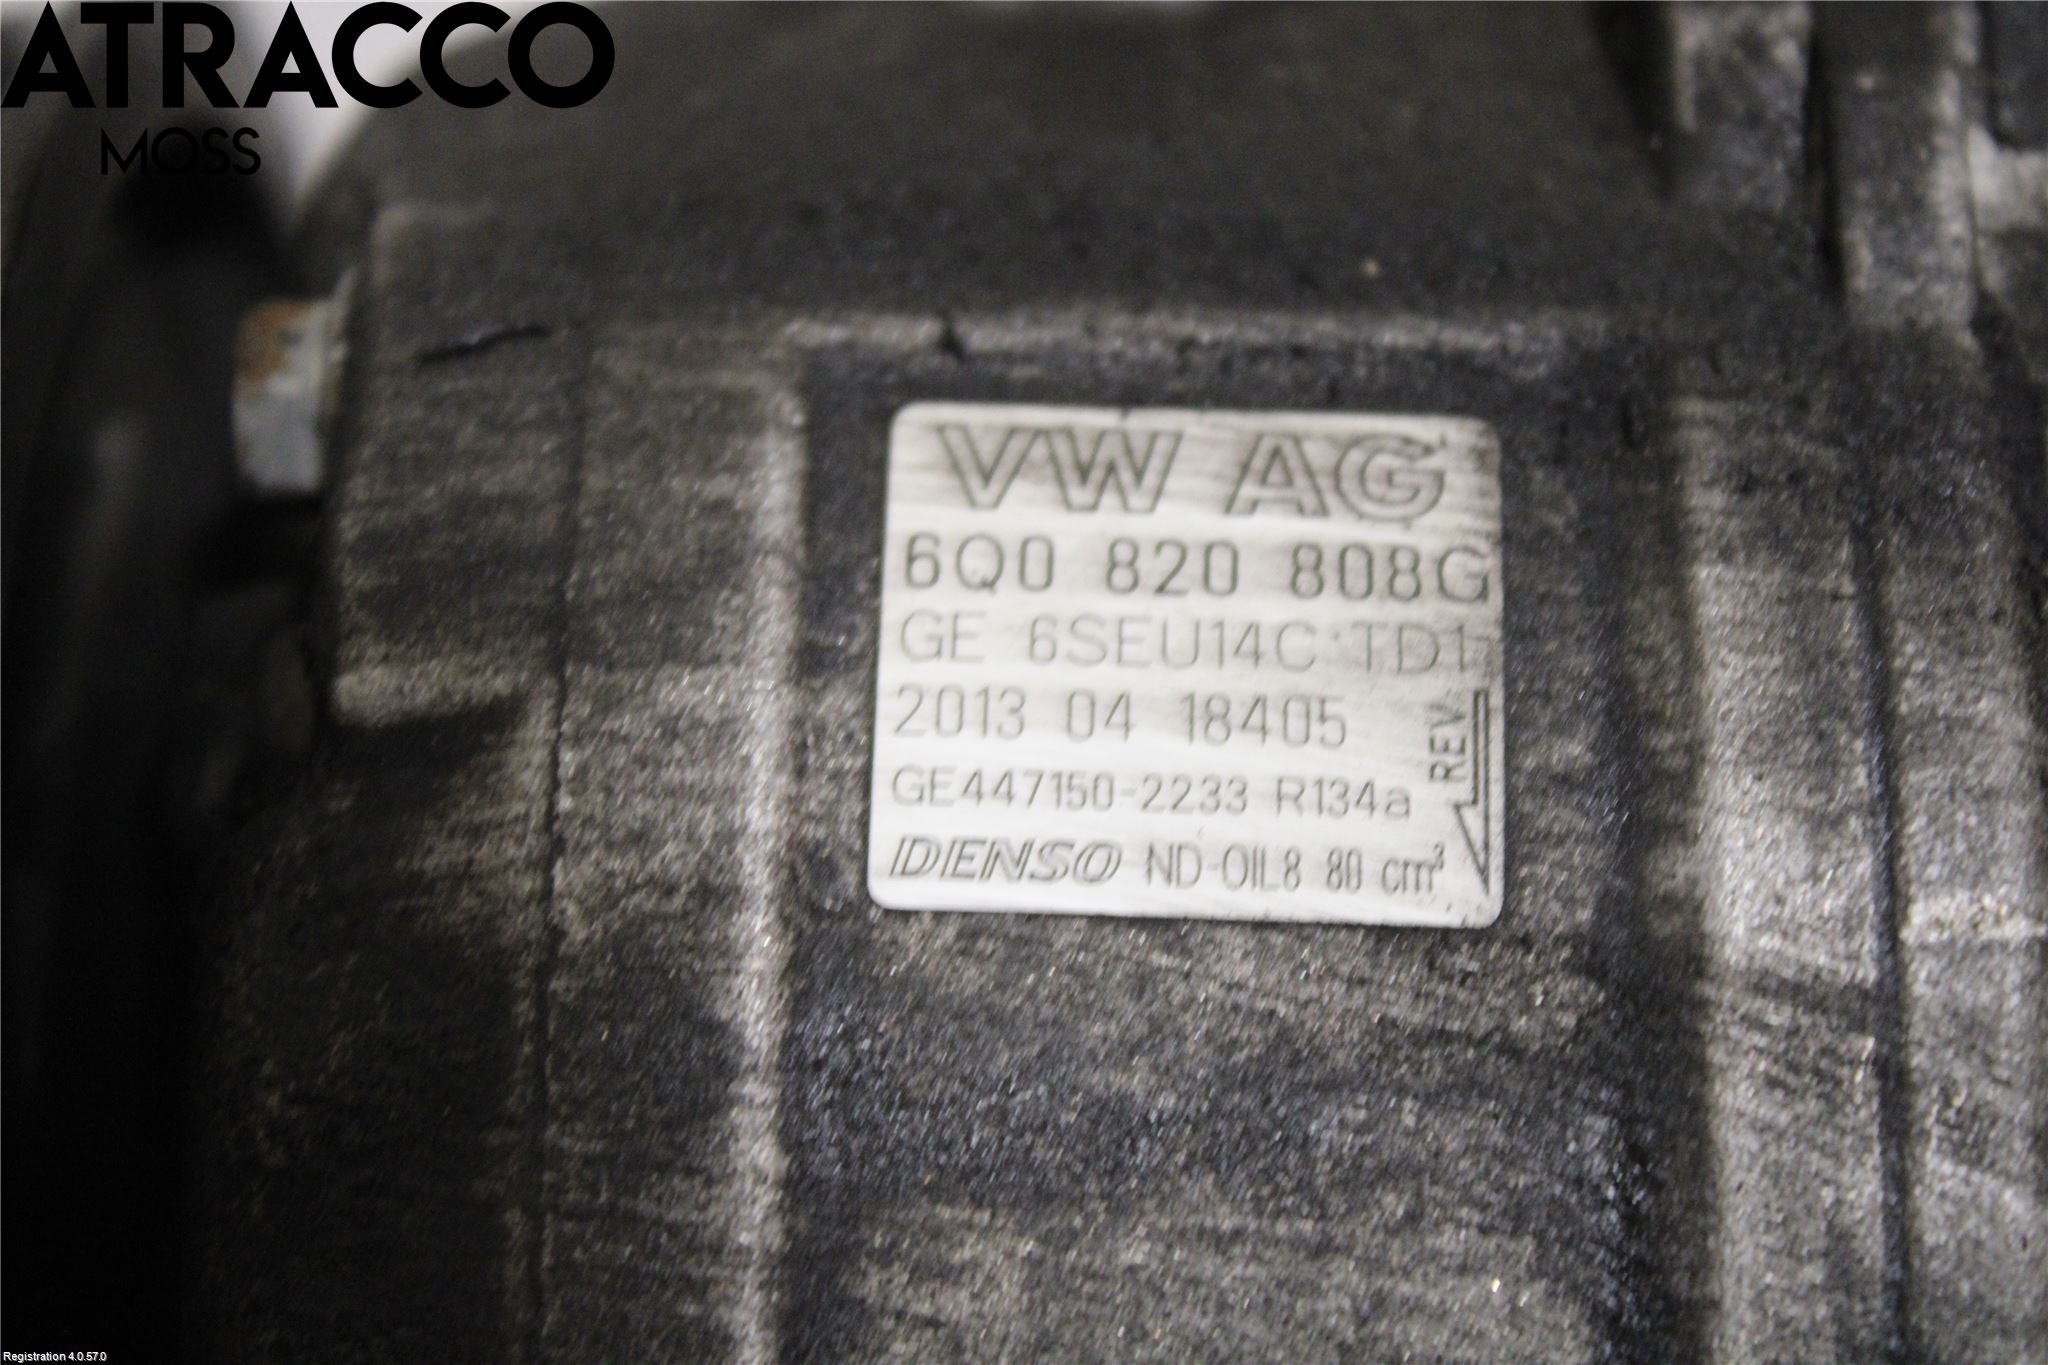 ATRACCO
MOSS
VW AG
6Q0 820 808G
GE 6SEU14C TD1
2013 04 18405
REV.
GE447150-2233 R134a
DENSO ND-OIL8 80 cm³
Registration 4.0.57.0